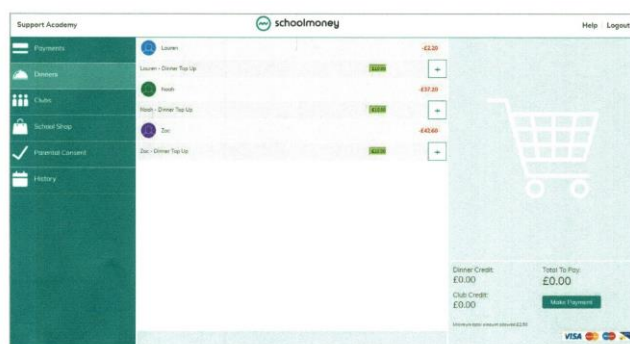 Support Academy
schoolmoney
Help Logout
Payments
Dinners
Clubs
School Shop
Parental Consent
History
Lauren -£2.20
Lauren - Dinner Top Up +
Noah -£37.20
Noah - Dinner Top Up +
Zac -£42.60
Zac - Dinner Top Up +
Dinner Credit: Total To Pay:
£0.00 £0.00
Club Credit:
£0.00 Make Payment
VISA